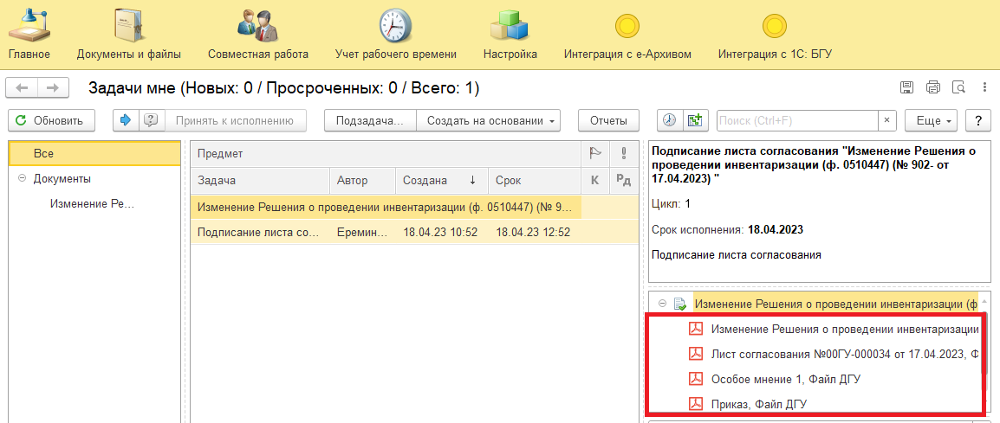 Главное
Документы и файлы
Совместная работа
Учет рабочего времени
Настройка
Интеграция с е-Архивом
Интеграция с 1С: БГУ
Задачи мне (Новых: 0 / Просроченных: 0 / Всего: 1)
Обновить
Принять к исполнению
Подзадача...
Создать на основании
Отчеты
Поиск (Ctrl+F)
×
Еще
?
Все
Документы
Изменение Ре...
Предмет
Задача
Автор
Создана ↓
Срок
К
Рд
Изменение Решения о проведении инвентаризации (ф. 0510447) (№ 9...
Подписание листа со...
Еремин...
18.04.23 10:52
18.04.23 12:52
Подписание листа согласования "Изменение Решения о
проведении инвентаризации (ф. 0510447) (№ 902- от
17.04.2023) "
Цикл: 1
Срок исполнения: 18.04.2023
Подписание листа согласования
Изменение Решения о проведении инвентаризации (ф
Изменение Решения о проведении инвентаризации
Лист согласования №00ГУ-000034 от 17.04.2023, Ф
Особое мнение 1, Файл ДГУ
Приказ, Файл ДГУ